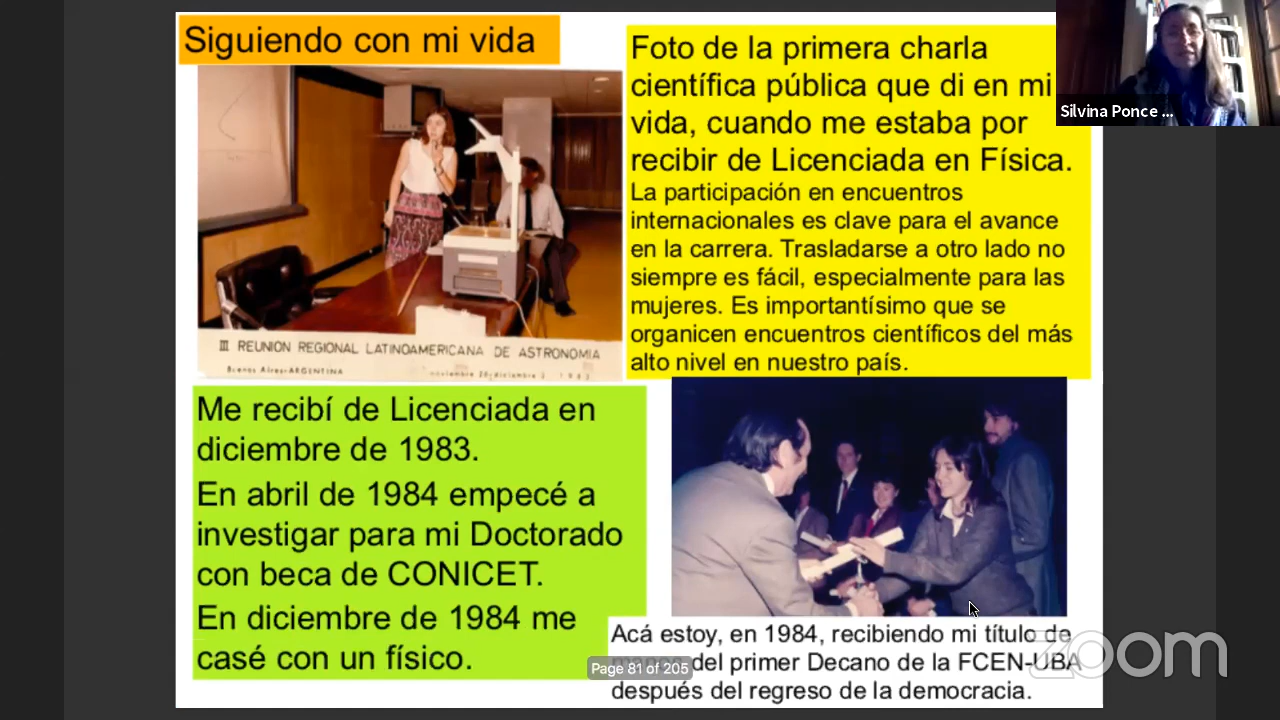 Siguiendo con mi vida
Foto de la primera charla
científica pública que di en mi
vida, cuando me estaba por
recibir de Licenciada en Física.
La participación en encuentros
internacionales es clave para el avance
en la carrera. Trasladarse a otro lado no
siempre es fácil, especialmente para las
mujeres. Es importantísimo que se
organicen encuentros científicos del más
alto nivel en nuestro país.
Silvina Ponce ...
III REUNION REGIONAL LATINOAMERICANA DE ASTRONOMIA
Buenos Aires-ARGENTINA
Me recibí de Licenciada en
diciembre de 1983.
En abril de 1984 empecé a
investigar para mi Doctorado
con beca de CONICET.
En diciembre de 1984 me
casé con un físico.
Acá estoy, en 1984, recibiendo mi título de
del primer Decano de la FCEN-UBA
después del regreso de la democracia.
Page 81 of 205
zoom